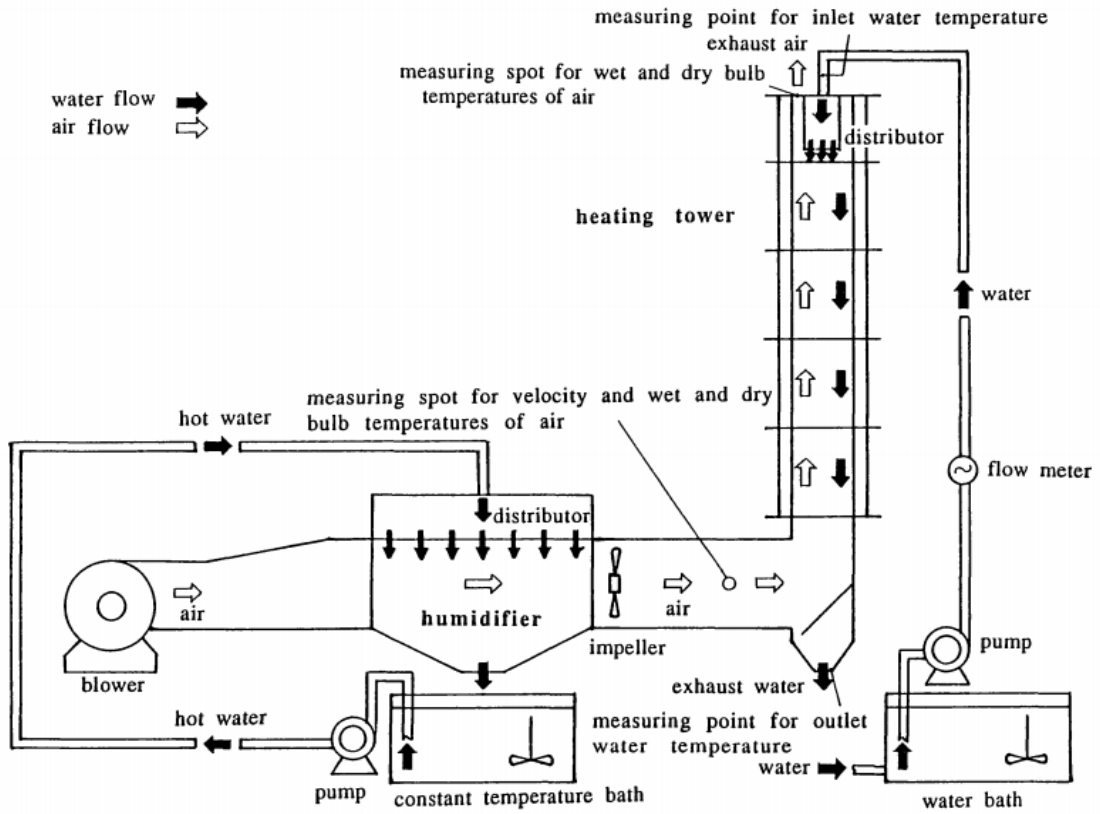 measuring point for inlet water temperature
exhaust air
measuring spot for wet and dry bulb
temperatures of air
water flow
air flow
distributor
heating tower
water
measuring spot for velocity and wet and dry
bulb temperatures of air
hot water
flow meter
distributor
air
humidifier
air
impeller
blower
pump
exhaust water
hot water
measuring point for outlet
water temperature
water
pump
constant temperature bath
water bath